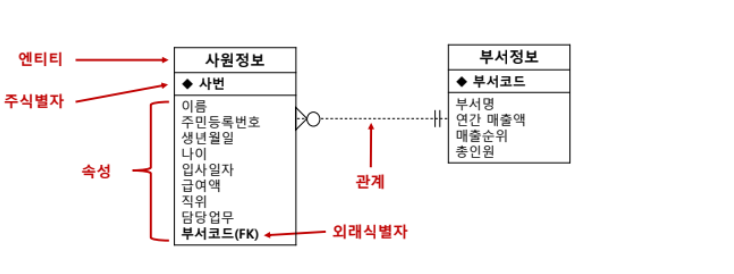 엔티티
주식별자
속성
사원정보
◆ 사번
이름
주민등록번호
생년월일
나이
입사일자
급여액
직위
담당업무
부서코드(FK)
외래식별자
관계
부서정보
◆ 부서코드
부서명
연간 매출액
매출순위
총인원